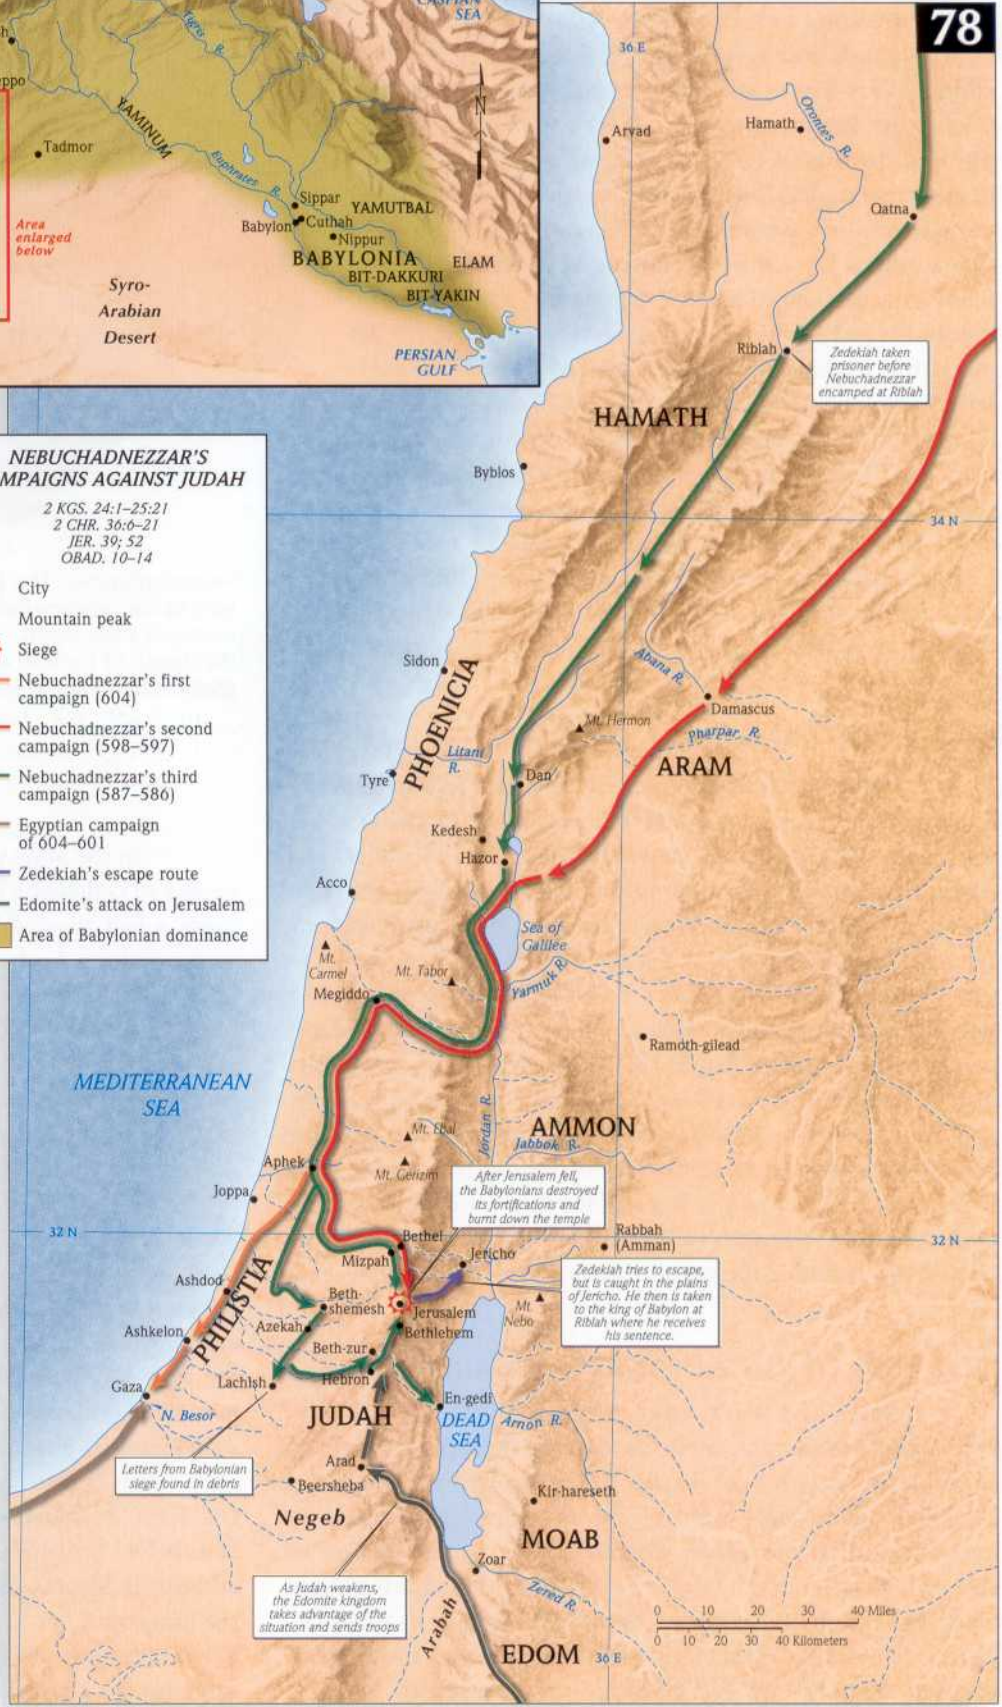 78
CASPIAN
SEA
Tigris R.
N
YAMINUM
Tadmor
Euphrates R.
Sippar
YAMUTBAL
Babylon
Cuthah
Nippur
BABYLONIA
ELAM
BIT-DAKKURI
BIT-YAKIN
Area
enlarged
below
Syro-
Arabian
Desert
PERSIAN
GULF
NEBUCHADNEZZAR'S
MPAIGNS AGAINST JUDAH
2 KGS. 24:1–25:21
2 CHR. 36:6–21
JER. 39; 52
OBAD. 10–14
City
Mountain peak
Siege
Nebuchadnezzar's first
campaign (604)
Nebuchadnezzar's second
campaign (598–597)
Nebuchadnezzar's third
campaign (587–586)
Egyptian campaign
of 604–601
Zedekiah's escape route
Edomite's attack on Jerusalem
Area of Babylonian dominance
36 E
Arvad
Hamath
Orontes R.
Qatna
Riblah
Zedekiah taken
prisoner before
Nebuchadnezzar
encamped at Riblah
HAMATH
Byblos
34 N
Sidon
PHOENICIA
Abana R.
Damascus
Mt. Hermon
Pharpar R.
Litani
R.
ARAM
Tyre
Dan
Kedesh
Hazor
Acco
Sea of
Galilee
Mt.
Carmel
Mt. Tabor
Yarmuk R.
Megiddo
Ramoth-gilead
MEDITERRANEAN
SEA
Jordan R.
AMMON
Mt. Ebal
Jabbok R.
Aphek
Mt. Gerizim
After Jerusalem fell,
the Babylonians destroyed
its fortifications and
burnt down the temple
Joppa
32 N
Bethel
Rabbah
(Amman)
32 N
Mizpah
Jericho
Zedekiah tries to escape,
but is caught in the plains
of Jericho. He then is taken
to the king of Babylon at
Riblah where he receives
his sentence.
Ashdod
PHILISTIA
Beth-
shemesh
Jerusalem
Mt.
Nebo
Azekah
Bethlehem
Ashkelon
Beth-zur
Gaza
Lachish
Hebron
En-gedi
N. Besor
JUDAH
DEAD
SEA
Arnon R.
Letters from Babylonian
siege found in debris
Arad
Beersheba
Kir-hareseth
Negeb
MOAB
Zoar
Zered R.
As Judah weakens,
the Edomite kingdom
takes advantage of the
situation and sends troops
Arabah
0 10 20 30 40 Miles
0 10 20 30 40 Kilometers
EDOM
36 E